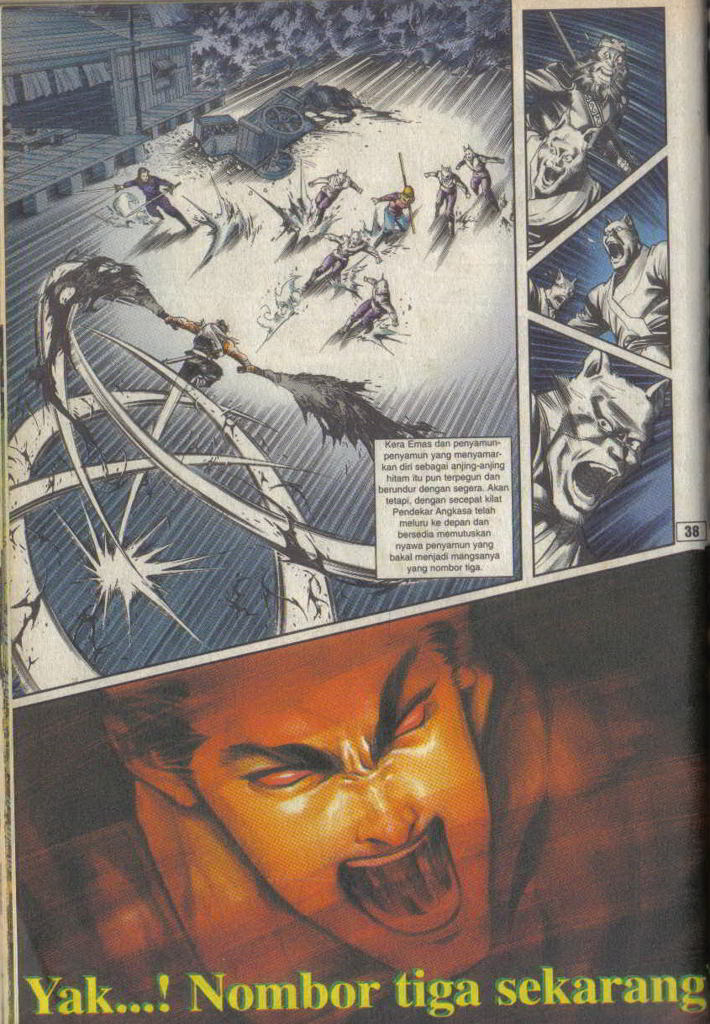 Kera Emas dan penyamun-
penyamun yang menyamar-
kan diri sebagai anjing-anjing
hitam itu pun terpegun dan
berundur dengan segera. Akan
tetapi, dengan secepat kilat
Pendekar Angkasa telah
meluru ke depan dan
bersedia memutuskan
nyawa penyamun yang
bakal menjadi mangsanya
yang nombor tiga.
38
Yak...! Nombor tiga sekarang